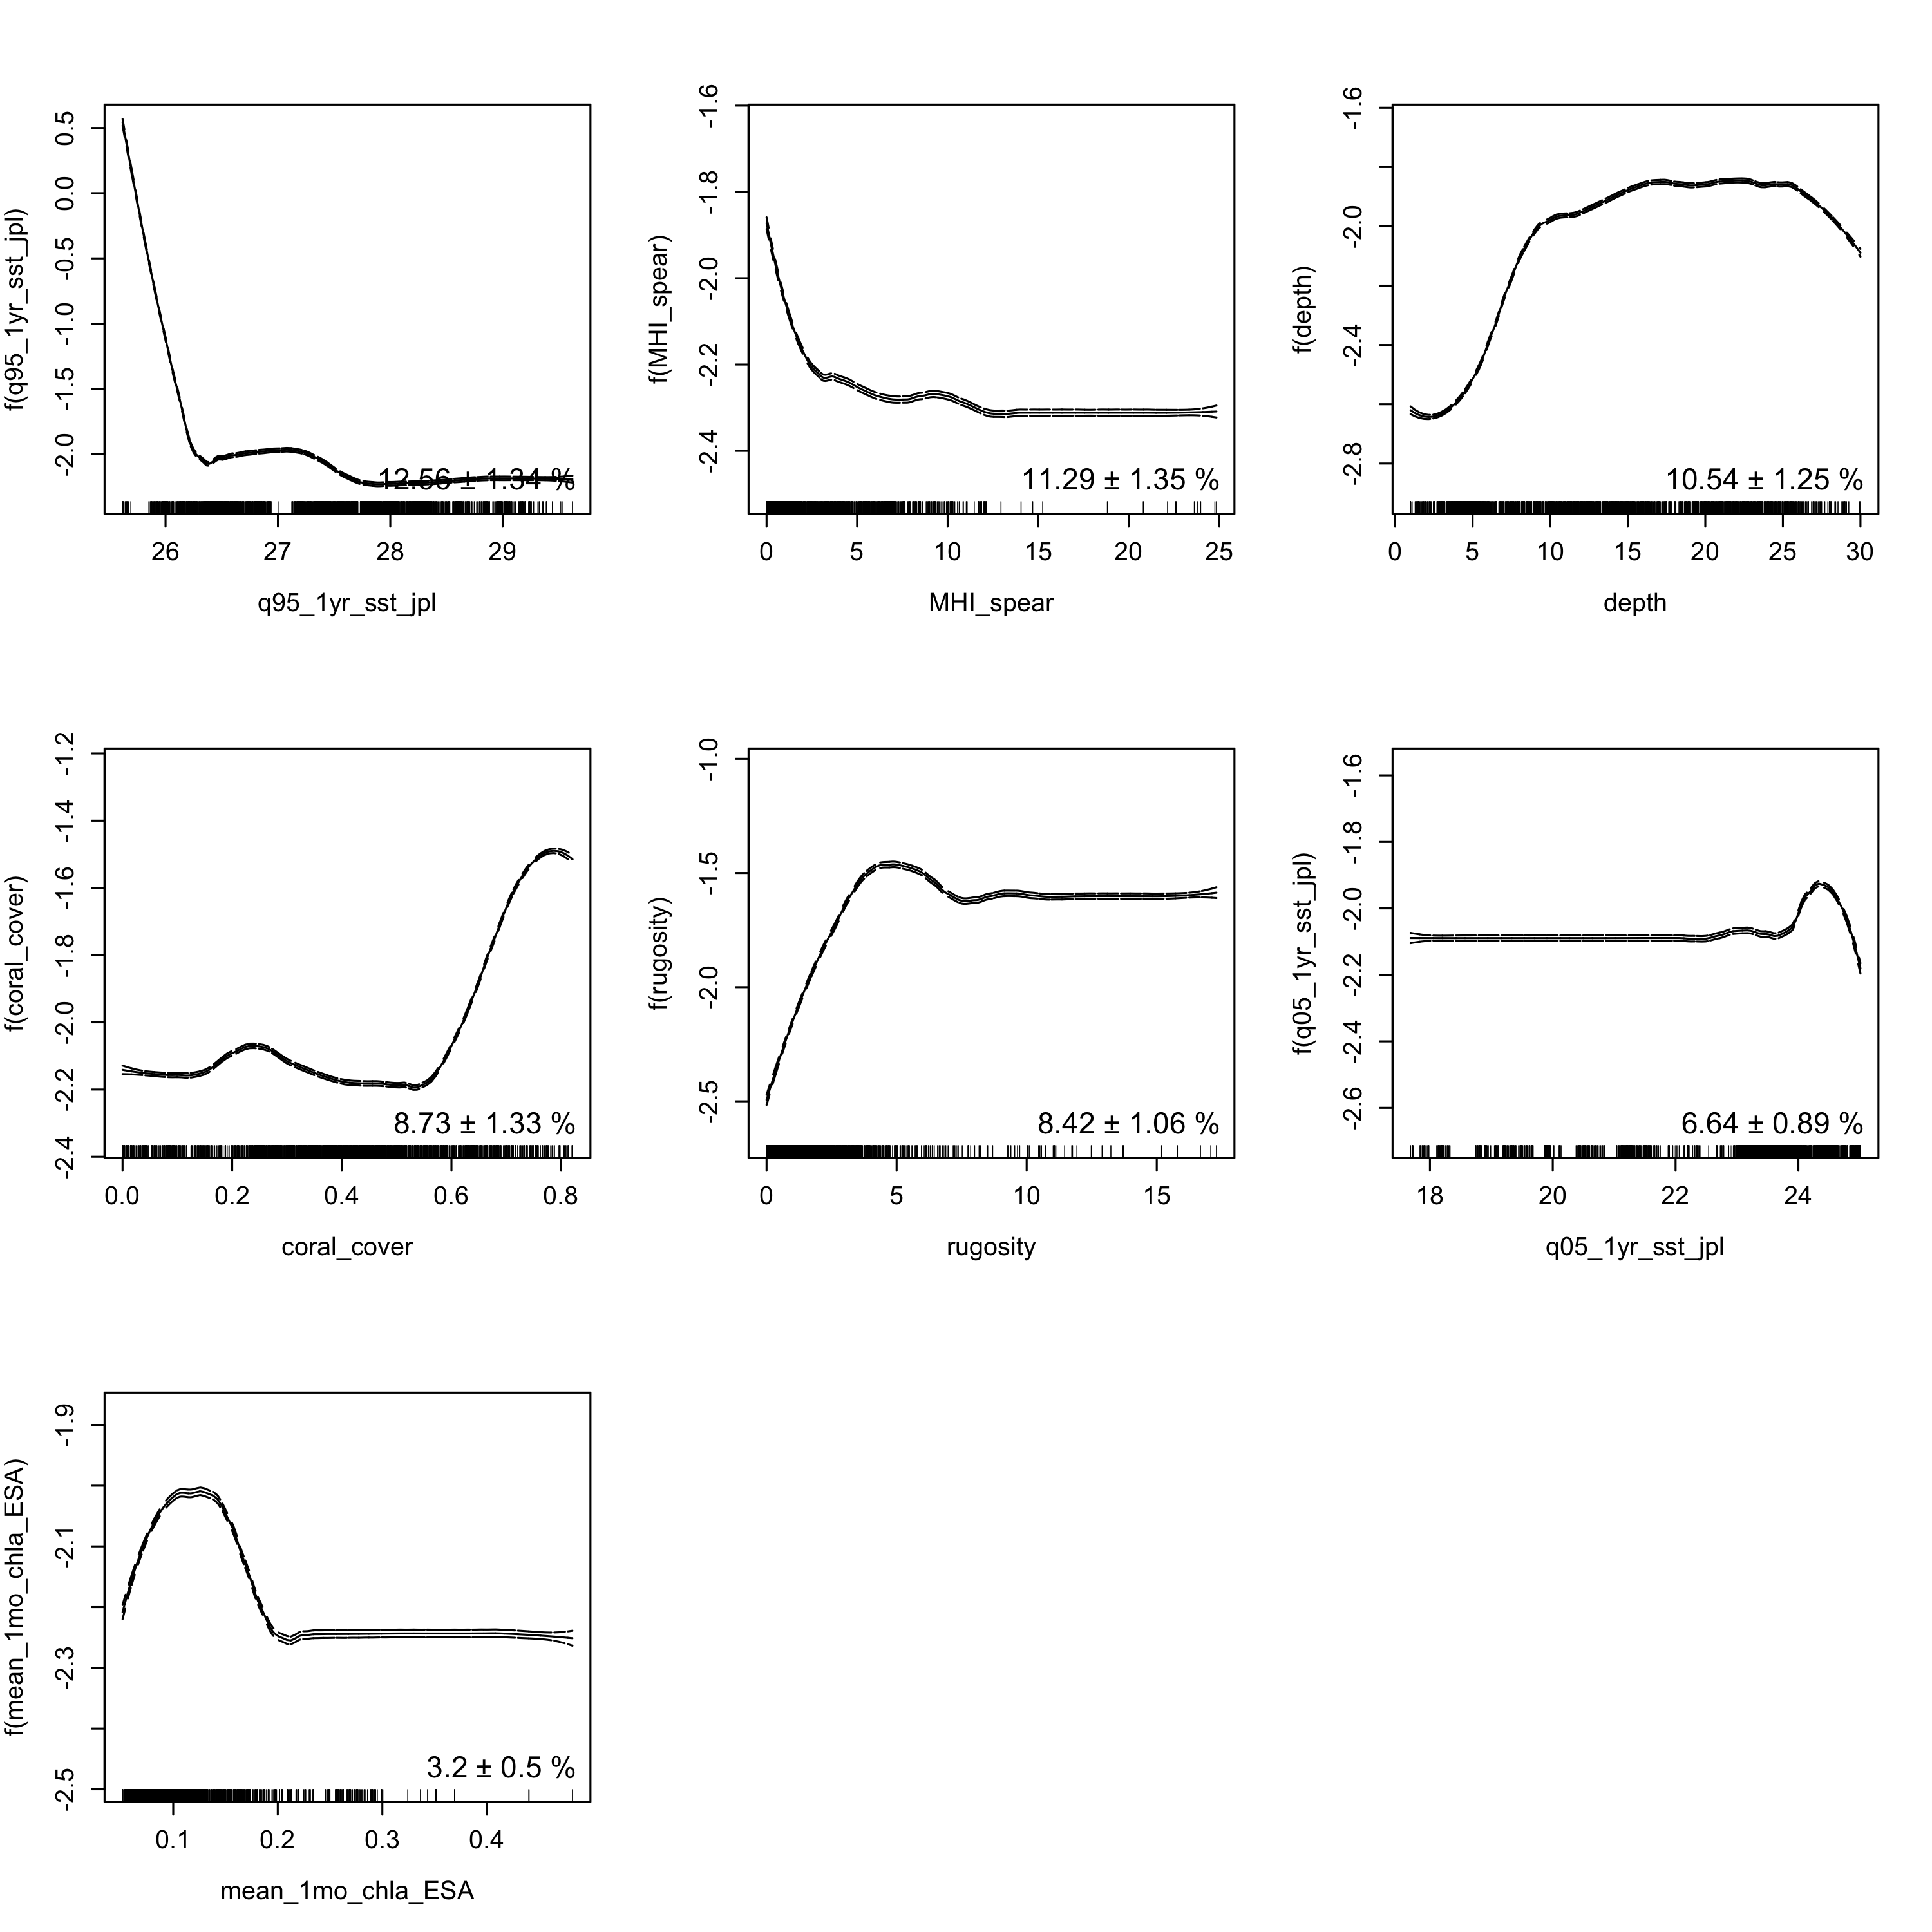 f(q95_1yr_sst_jpl)
0.5
0.0
-0.5
-1.0
-1.5
-2.0
12.56 ± 1.34 %
26 27 28 29
q95_1yr_sst_jpl
f(MHI_spear)
-1.6
-1.8
-2.0
-2.2
-2.4
11.29 ± 1.35 %
0 5 10 15 20 25
MHI_spear
f(depth)
-1.6
-2.0
-2.4
-2.8
10.54 ± 1.25 %
0 5 10 15 20 25 30
depth
f(coral_cover)
-1.2
-1.4
-1.6
-1.8
-2.0
-2.2
-2.4
8.73 ± 1.33 %
0.0 0.2 0.4 0.6 0.8
coral_cover
f(rugosity)
-1.0
-1.5
-2.0
-2.5
8.42 ± 1.06 %
0 5 10 15
rugosity
f(q05_1yr_sst_jpl)
-1.6
-1.8
-2.0
-2.2
-2.4
-2.6
6.64 ± 0.89 %
18 20 22 24
q05_1yr_sst_jpl
f(mean_1mo_chla_ESA)
-1.9
-2.1
-2.3
-2.5
3.2 ± 0.5 %
0.1 0.2 0.3 0.4
mean_1mo_chla_ESA